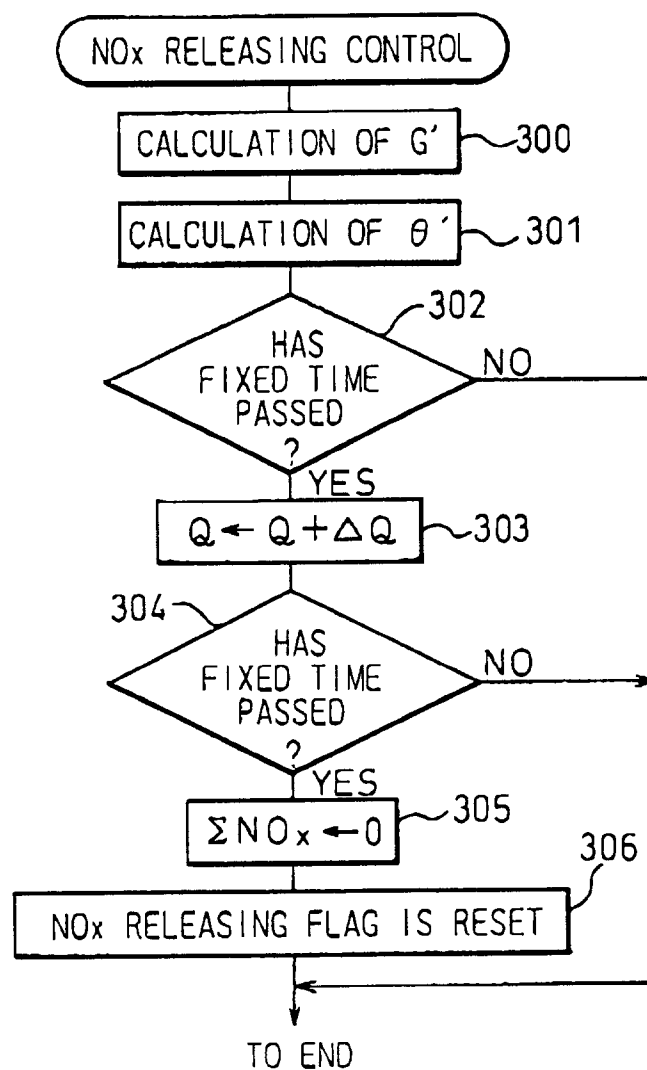 NOx RELEASING CONTROL
CALCULATION OF G'
300
CALCULATION OF θ'
301
302
HAS
FIXED TIME
PASSED
?
NO
YES
Q ← Q + ΔQ
303
304
HAS
FIXED TIME
PASSED
?
NO
YES
ΣNOx ← 0
305
306
NOx RELEASING FLAG IS RESET
TO END